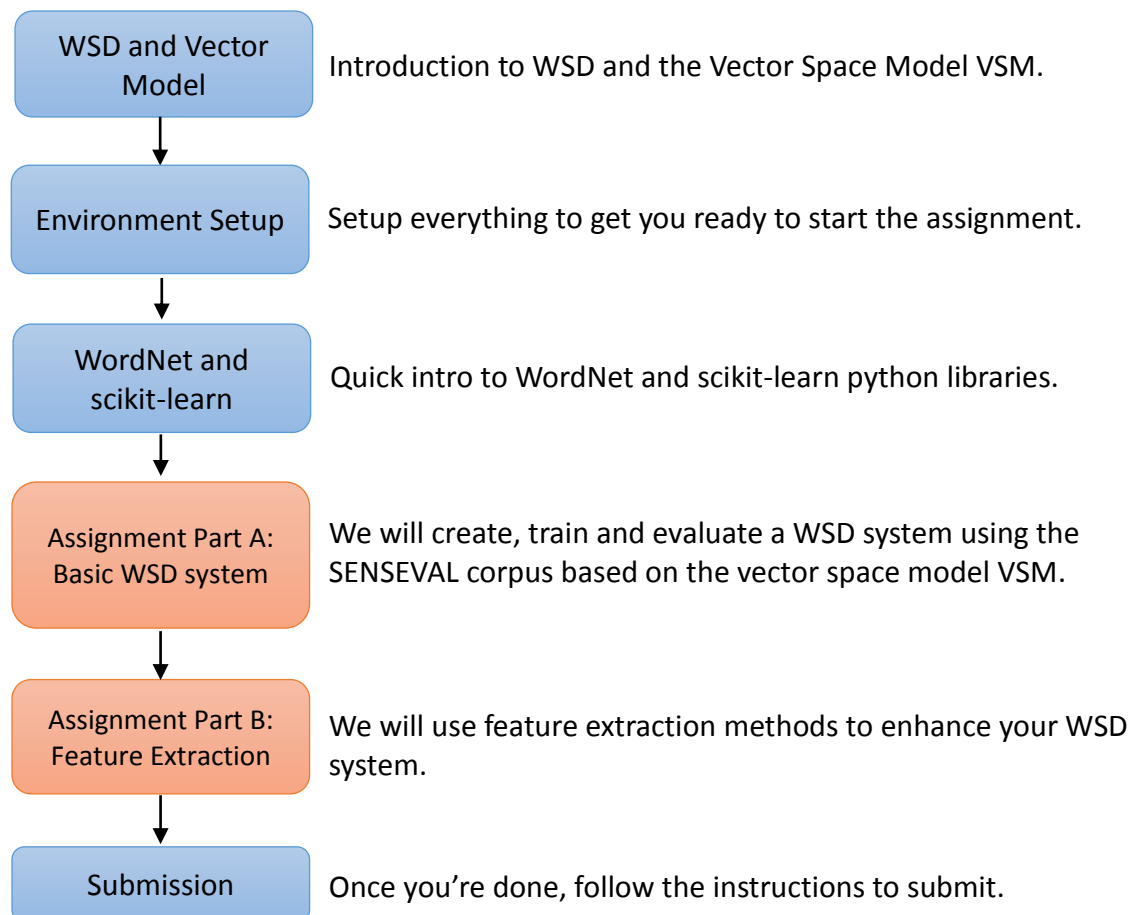 WSD and Vector
Model
Introduction to WSD and the Vector Space Model VSM.
Environment Setup
Setup everything to get you ready to start the assignment.
WordNet and
scikit-learn
Quick intro to WordNet and scikit-learn python libraries.
Assignment Part A:
Basic WSD system
We will create, train and evaluate a WSD system using the
SENSEVAL corpus based on the vector space model VSM.
Assignment Part B:
Feature Extraction
We will use feature extraction methods to enhance your WSD
system.
Submission
Once you’re done, follow the instructions to submit.